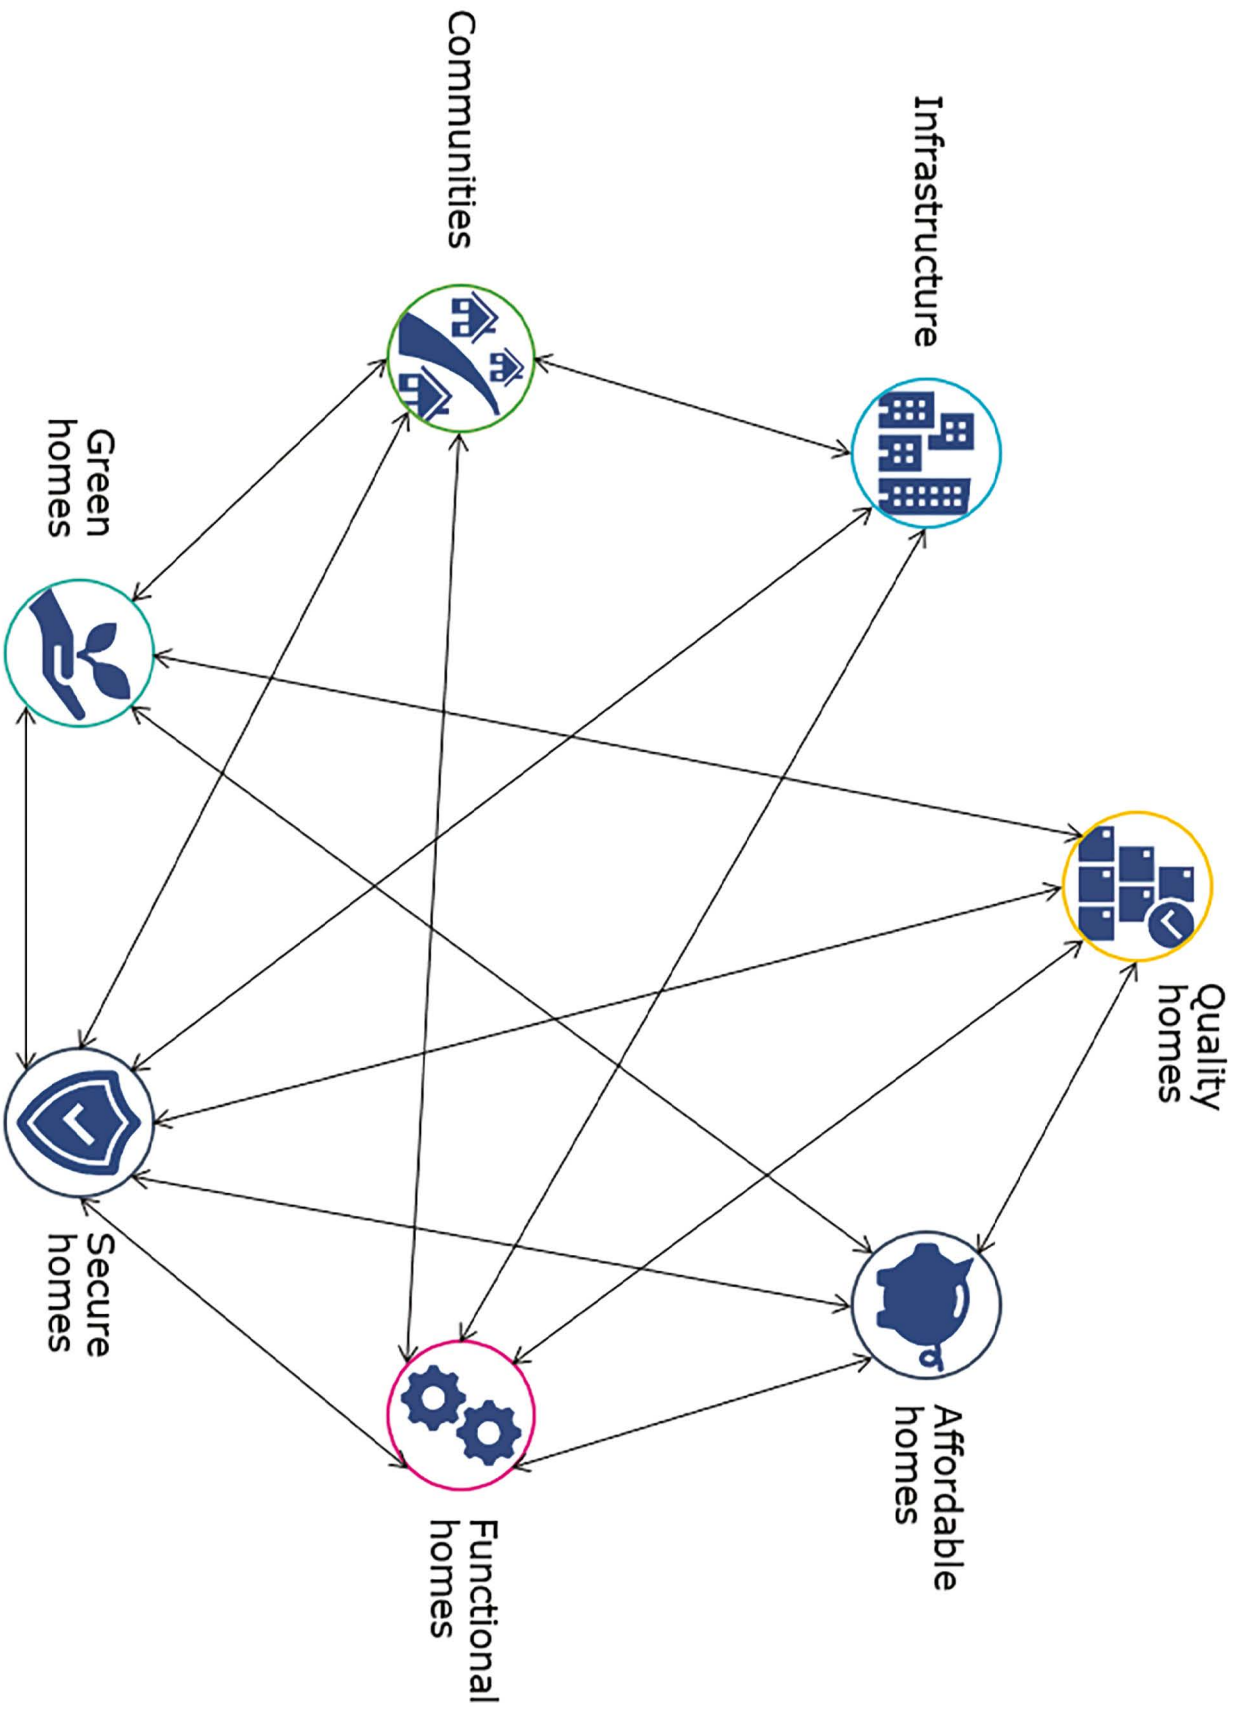 Quality
homes
Infrastructure
Affordable
homes
Communities
Functional
homes
Green
homes
Secure
homes